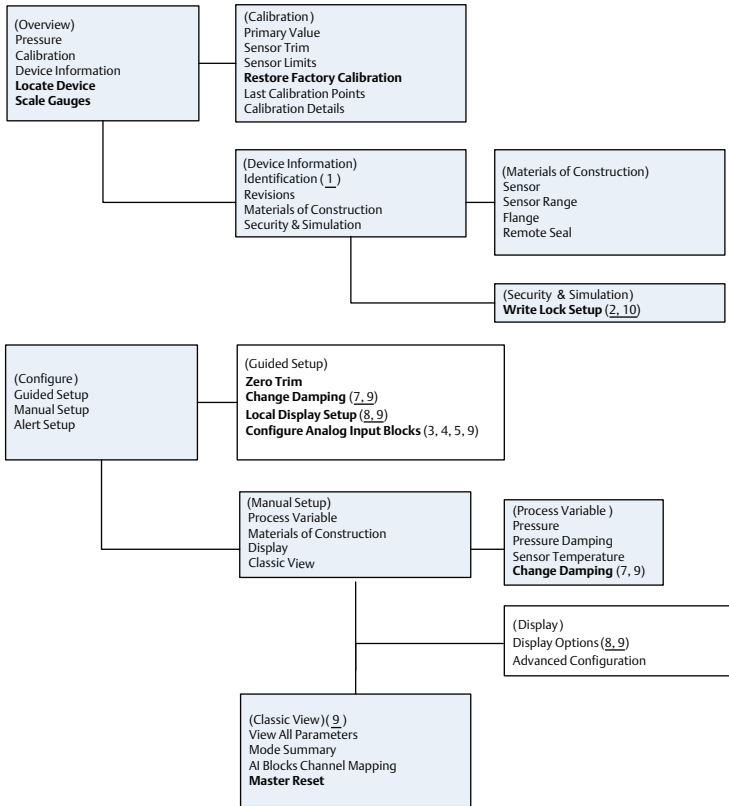 (Overview)
Pressure
Calibration
Device Information
Locate Device
Scale Gauges
(Calibration)
Primary Value
Sensor Trim
Sensor Limits
Restore Factory Calibration
Last Calibration Points
Calibration Details
(Device Information)
Identification (1)
Revisions
Materials of Construction
Security & Simulation
(Materials of Construction)
Sensor
Sensor Range
Flange
Remote Seal
(Security & Simulation)
Write Lock Setup (2, 10)
(Configure)
Guided Setup
Manual Setup
Alert Setup
(Guided Setup)
Zero Trim
Change Damping (7, 9)
Local Display Setup (8, 9)
Configure Analog Input Blocks (3, 4, 5, 9)
(Manual Setup)
Process Variable
Materials of Construction
Display
Classic View
(Process Variable )
Pressure
Pressure Damping
Sensor Temperature
Change Damping (7, 9)
(Display)
Display Options (8, 9)
Advanced Configuration
(Classic View) (9)
View All Parameters
Mode Summary
AI Blocks Channel Mapping
Master Reset